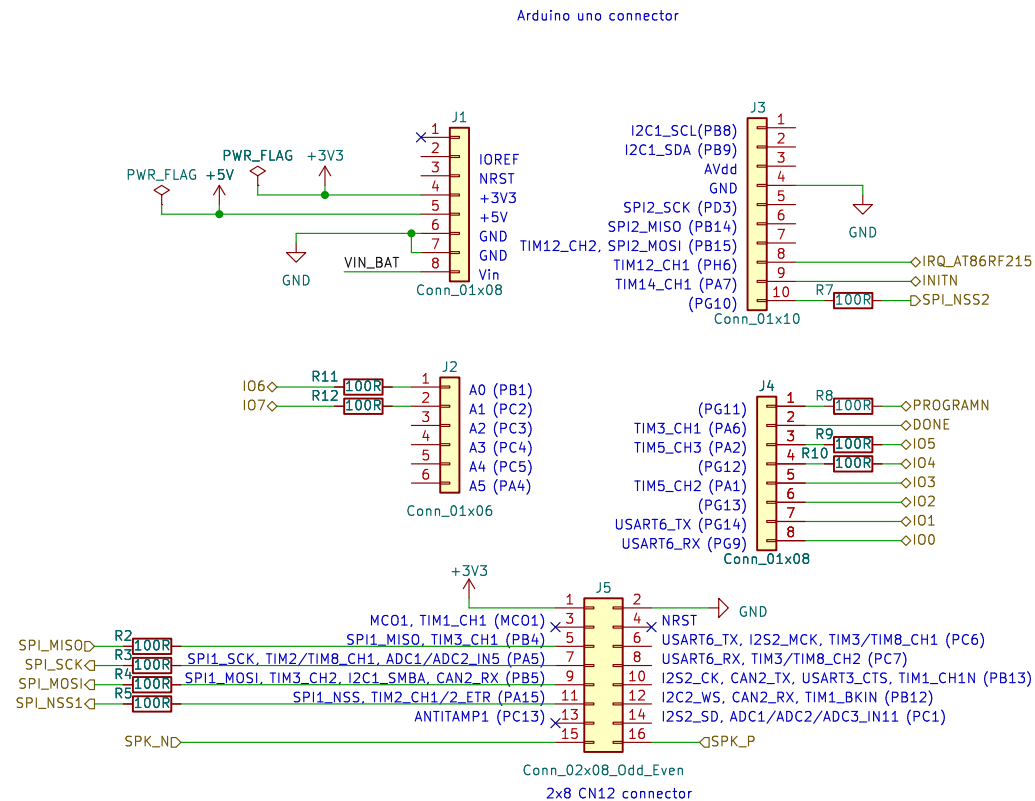 Arduino uno connector
J1
1
2
3
4
5
6
7
8
IOREF
NRST
+3V3
+5V
GND
GND
Vin
Conn_01x08
PWR_FLAG
+3V3
PWR_FLAG
+5V
GND
VIN_BAT
J3
I2C1_SCL(PB8)
I2C1_SDA (PB9)
AVdd
GND
SPI2_SCK (PD3)
SPI2_MISO (PB14)
TIM12_CH2, SPI2_MOSI (PB15)
TIM12_CH1 (PH6)
TIM14_CH1 (PA7)
(PG10)
1
2
3
4
5
6
7
8
9
10
GND
IRQ_AT86RF215
INITN
R7
100R
SPI_NSS2
Conn_01x10
J2
IO6
R11
100R
1
A0 (PB1)
IO7
R12
100R
2
A1 (PC2)
3
A2 (PC3)
4
A3 (PC4)
5
A4 (PC5)
6
A5 (PA4)
Conn_01x06
J4
(PG11)
1
R8
100R
PROGRAMN
TIM3_CH1 (PA6)
2
DONE
TIM5_CH3 (PA2)
3
R9
100R
IO5
(PG12)
4
R10
100R
IO4
TIM5_CH2 (PA1)
5
IO3
(PG13)
6
IO2
USART6_TX (PG14)
7
IO1
USART6_RX (PG9)
8
IO0
Conn_01x08
+3V3
J5
1
2
GND
MCO1, TIM1_CH1 (MCO1)
3
4
NRST
SPI_MISO
R2
100R
SPI1_MISO, TIM3_CH1 (PB4)
5
6
USART6_TX, I2S2_MCK, TIM3/TIM8_CH1 (PC6)
SPI_SCK
R3
100R
SPI1_SCK, TIM2/TIM8_CH1, ADC1/ADC2_IN5 (PA5)
7
8
USART6_RX, TIM3/TIM8_CH2 (PC7)
SPI_MOSI
R4
100R
SPI1_MOSI, TIM3_CH2, I2C1_SMBA, CAN2_RX (PB5)
9
10
I2S2_CK, CAN2_TX, USART3_CTS, TIM1_CH1N (PB13)
SPI_NSS1
R5
100R
SPI1_NSS, TIM2_CH1/2_ETR (PA15)
11
12
I2C2_WS, CAN2_RX, TIM1_BKIN (PB12)
ANTITAMP1 (PC13)
13
14
I2S2_SD, ADC1/ADC2/ADC3_IN11 (PC1)
SPK_N
15
16
SPK_P
Conn_02x08_Odd_Even
2x8 CN12 connector